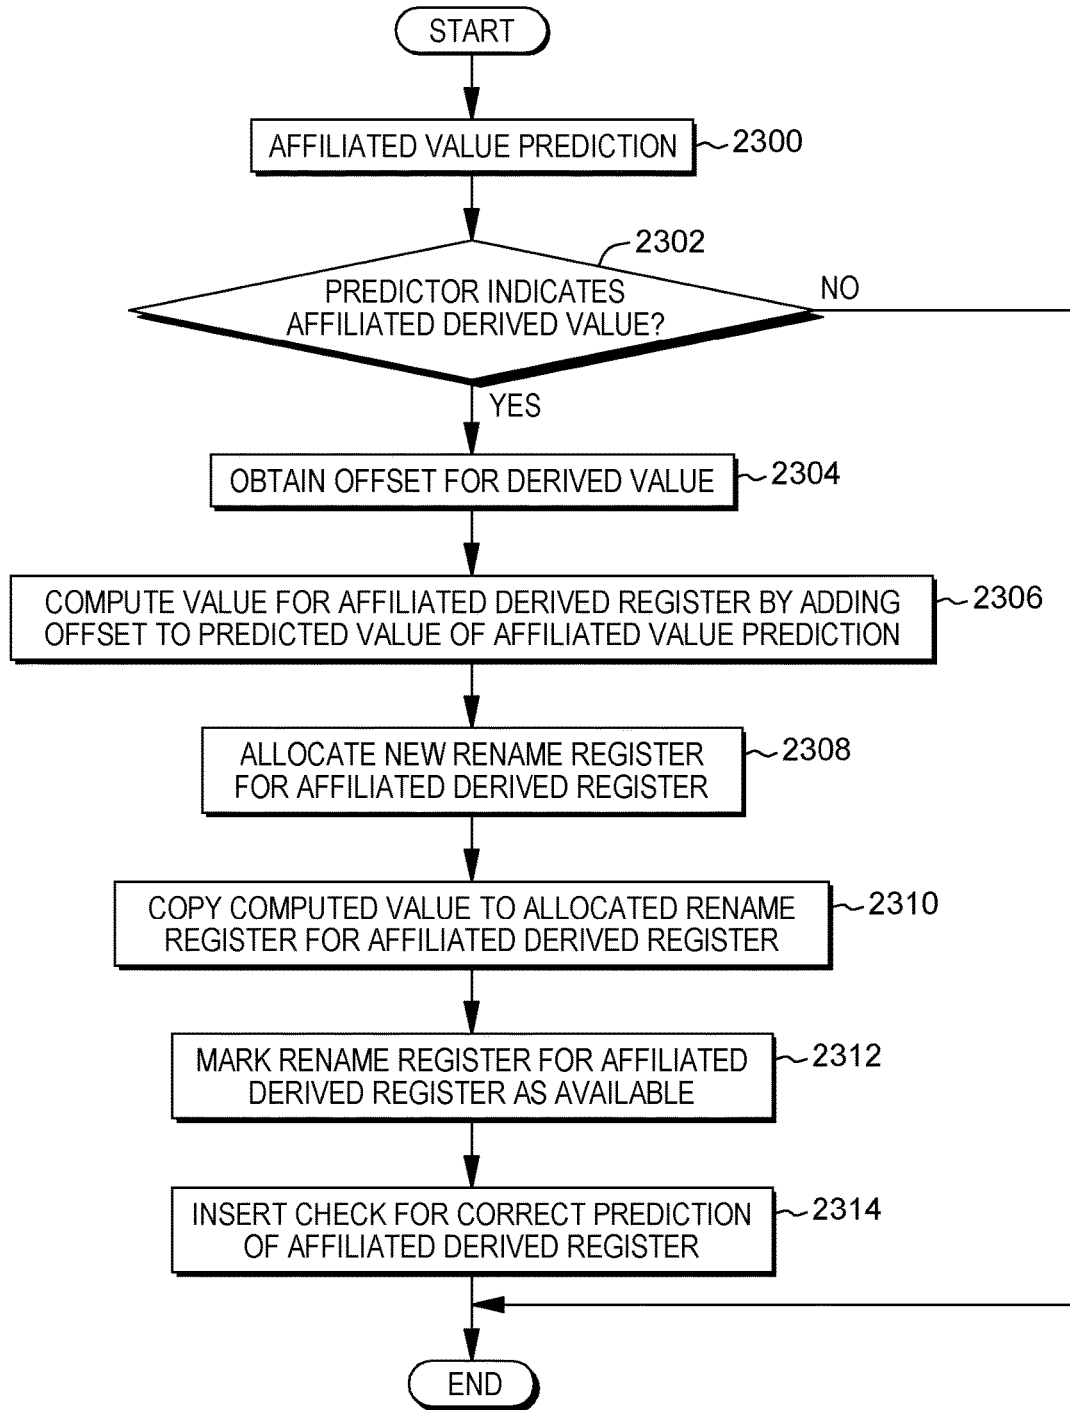 START
AFFILIATED VALUE PREDICTION
2300
2302
PREDICTOR INDICATES
AFFILIATED DERIVED VALUE?
NO
YES
OBTAIN OFFSET FOR DERIVED VALUE
2304
COMPUTE VALUE FOR AFFILIATED DERIVED REGISTER BY ADDING
OFFSET TO PREDICTED VALUE OF AFFILIATED VALUE PREDICTION
2306
ALLOCATE NEW RENAME REGISTER
FOR AFFILIATED DERIVED REGISTER
2308
COPY COMPUTED VALUE TO ALLOCATED RENAME
REGISTER FOR AFFILIATED DERIVED REGISTER
2310
MARK RENAME REGISTER FOR AFFILIATED
DERIVED REGISTER AS AVAILABLE
2312
INSERT CHECK FOR CORRECT PREDICTION
OF AFFILIATED DERIVED REGISTER
2314
END